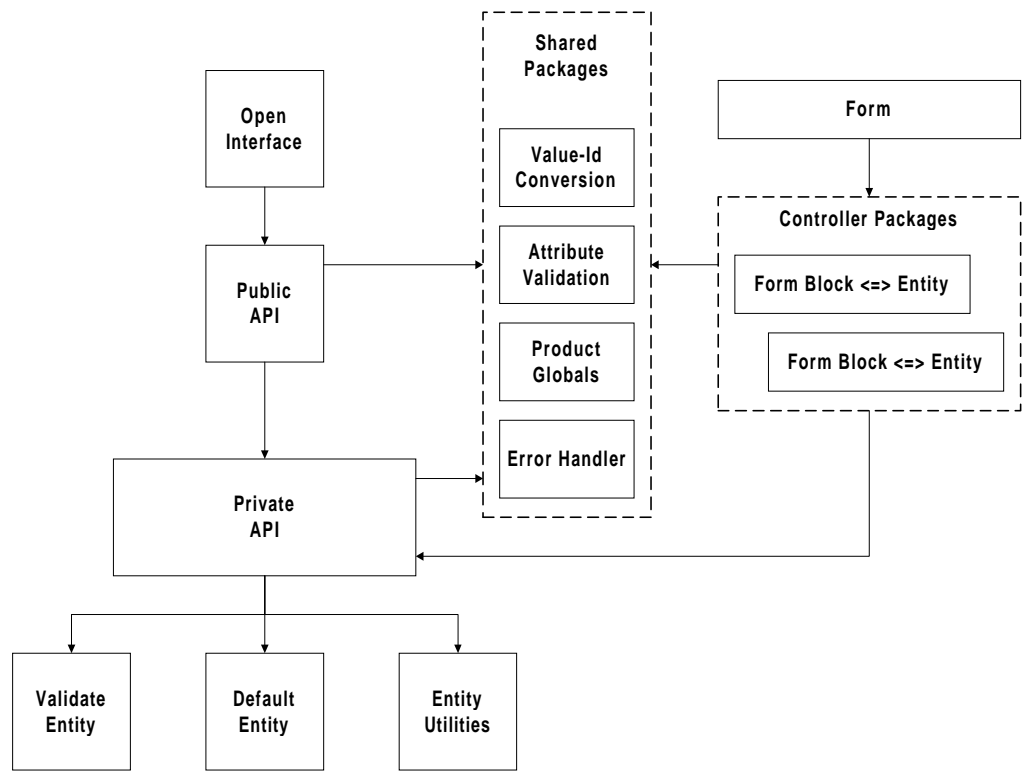 Shared
Packages
Open
Interface
Form
Value-Id
Conversion
Controller Packages
Public
API
Attribute
Validation
Form Block <=> Entity
Product
Globals
Form Block <=> Entity
Error Handler
Private
API
Validate
Entity
Default
Entity
Entity
Utilities